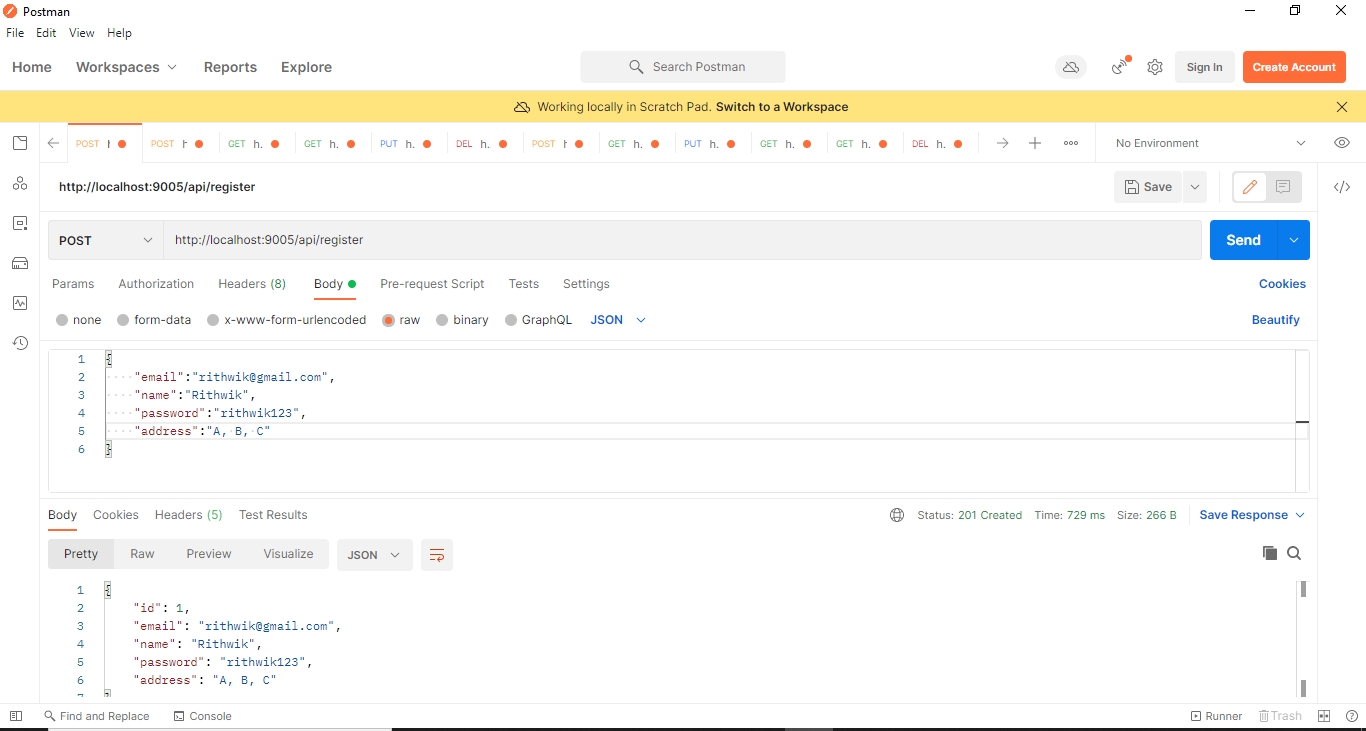 Postman
File Edit View Help
Home Workspaces Reports Explore Search Postman Sign In Create Account
Working locally in Scratch Pad. Switch to a Workspace
POST POST GET h. GET h. PUT h. DEL h. POST GET h. PUT h. GET h. GET h. DEL h. No Environment
http://localhost:9005/api/register Save
POST http://localhost:9005/api/register Send
Params Authorization Headers (8) Body Pre-request Script Tests Settings Cookies
none form-data x-www-form-urlencoded raw binary GraphQL JSON Beautify
1 {
2 "email":"rithwik@gmail.com",
3 "name":"Rithwik",
4 "password":"rithwik123",
5 "address":"A, B, C"
6 }
Body Cookies Headers (5) Test Results Status: 201 Created Time: 729 ms Size: 266 B Save Response
Pretty Raw Preview Visualize JSON
1 {
2 "id": 1,
3 "email": "rithwik@gmail.com",
4 "name": "Rithwik",
5 "password": "rithwik123",
6 "address": "A, B, C"
Find and Replace Console Runner Trash